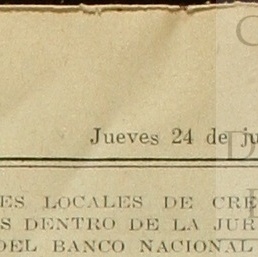 Jueves 24 de ju
ES LOCALES DE CRE
S DENTRO DE LA JUR
DEL BANCO NACIONAL